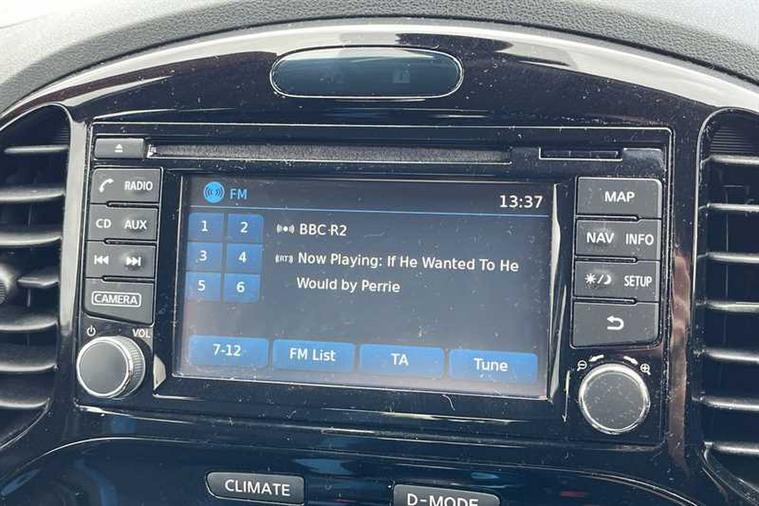 RADIO
CD AUX
CAMERA
VOL
FM 13:37
1 2
3 4
5 6
BBC R2
(RT) Now Playing: If He Wanted To He
Would by Perrie
7-12 FM List TA Tune
MAP
NAV INFO
SETUP
CLIMATE
D-MODE